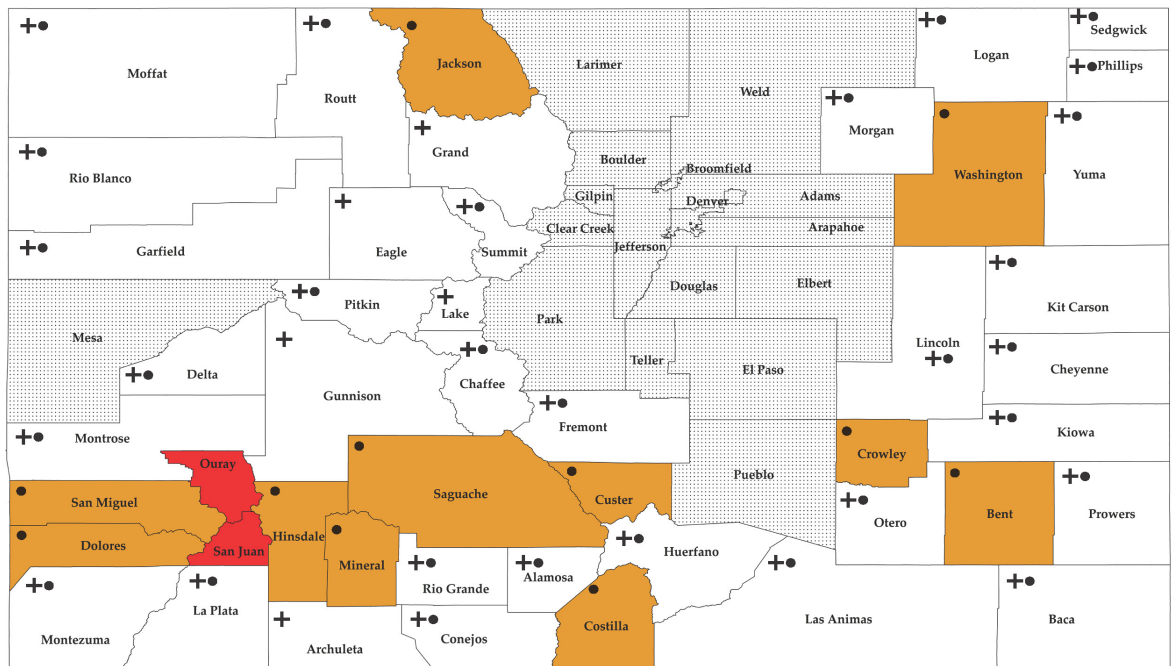 Sedgwick
Logan
Jackson
Larimer
Phillips
Moffat
Weld
Routt
Morgan
Grand
Boulder
Broomfield
Rio Blanco
Washington
Yuma
Gilpin
Adams
Denver
Clear Creek
Arapahoe
Jefferson
Garfield
Eagle
Summit
Douglas
Elbert
Pitkin
Kit Carson
Lake
Park
Mesa
Lincoln
Teller
El Paso
Cheyenne
Delta
Chaffee
Gunnison
Fremont
Kiowa
Montrose
Crowley
Ouray
Pueblo
Saguache
Custer
San Miguel
Bent
Prowers
Otero
Hinsdale
Dolores
San Juan
Huerfano
Mineral
Alamosa
Rio Grande
La Plata
Las Animas
Baca
Costilla
Montezuma
Conejos
Archuleta